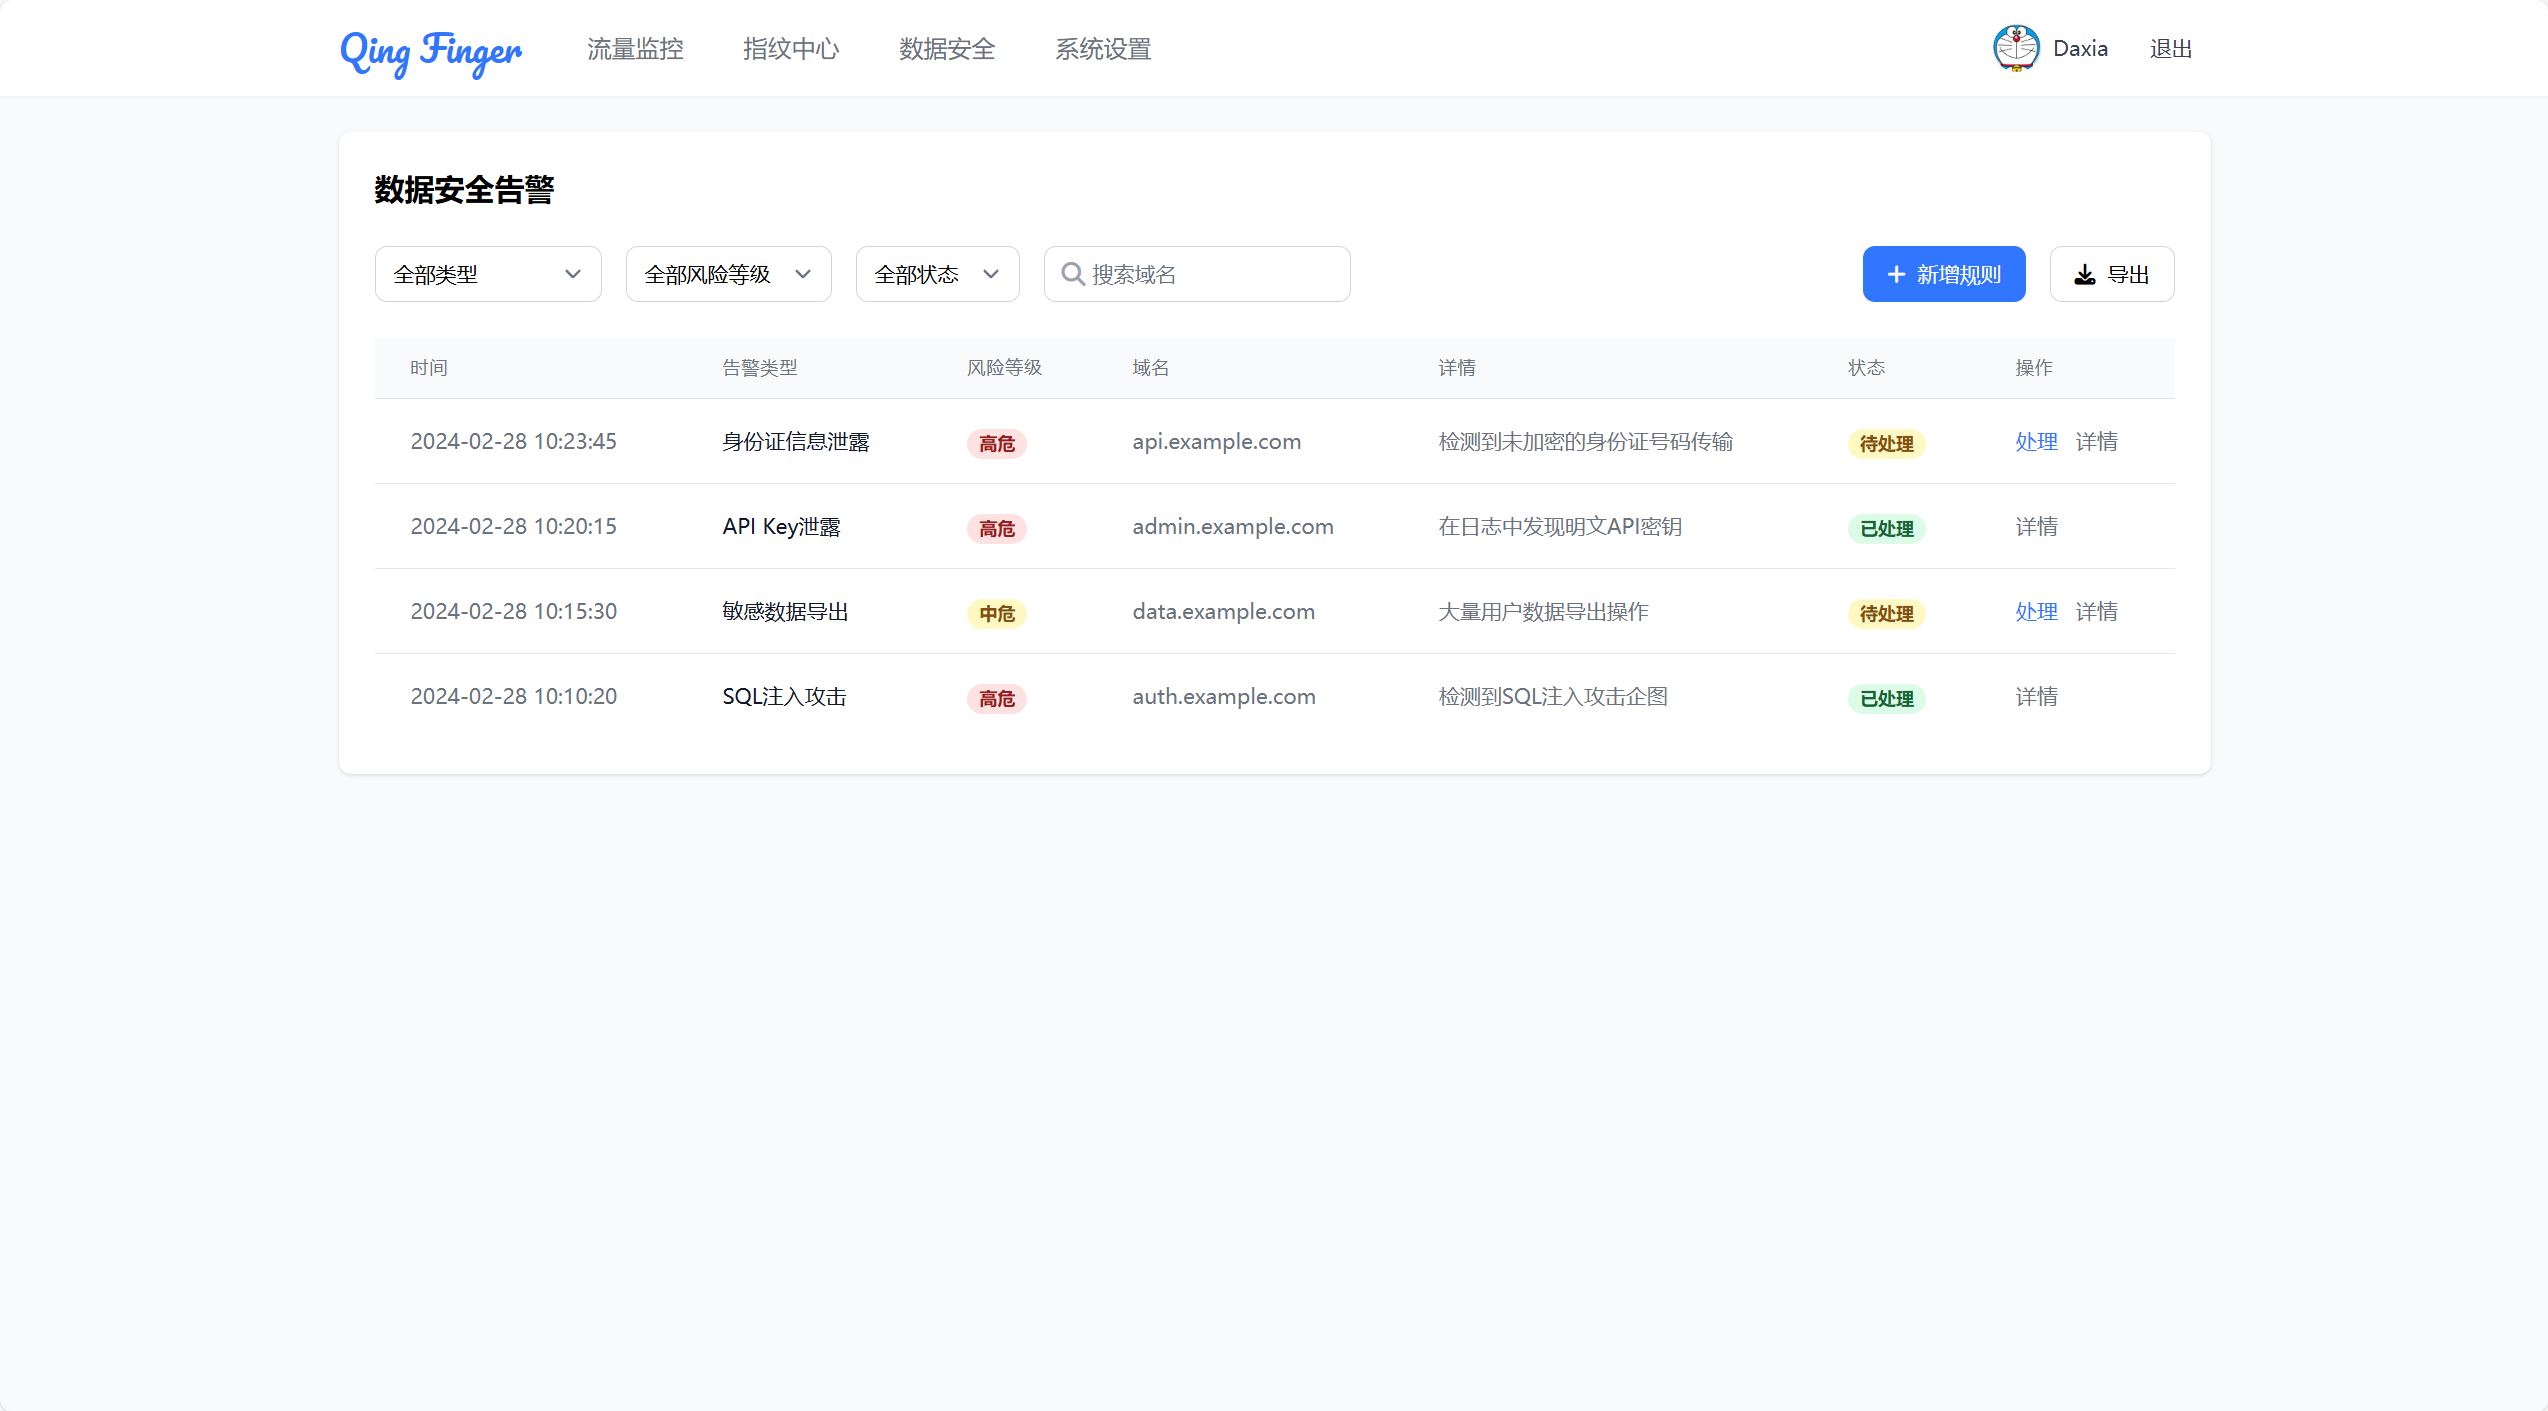 Qing Finger 流量监控 指纹中心 数据安全 系统设置 Daxia 退出
数据安全告警
全部类型 全部风险等级 全部状态 搜索域名 新增规则 导出
时间 告警类型 风险等级 域名 详情 状态 操作
2024-02-28 10:23:45 身份证信息泄露 高危 api.example.com 检测到未加密的身份证号码传输 待处理 处理 详情
2024-02-28 10:20:15 API Key泄露 高危 admin.example.com 在日志中发现明文API密钥 已处理 详情
2024-02-28 10:15:30 敏感数据导出 中危 data.example.com 大量用户数据导出操作 待处理 处理 详情
2024-02-28 10:10:20 SQL注入攻击 高危 auth.example.com 检测到SQL注入攻击企图 已处理 详情